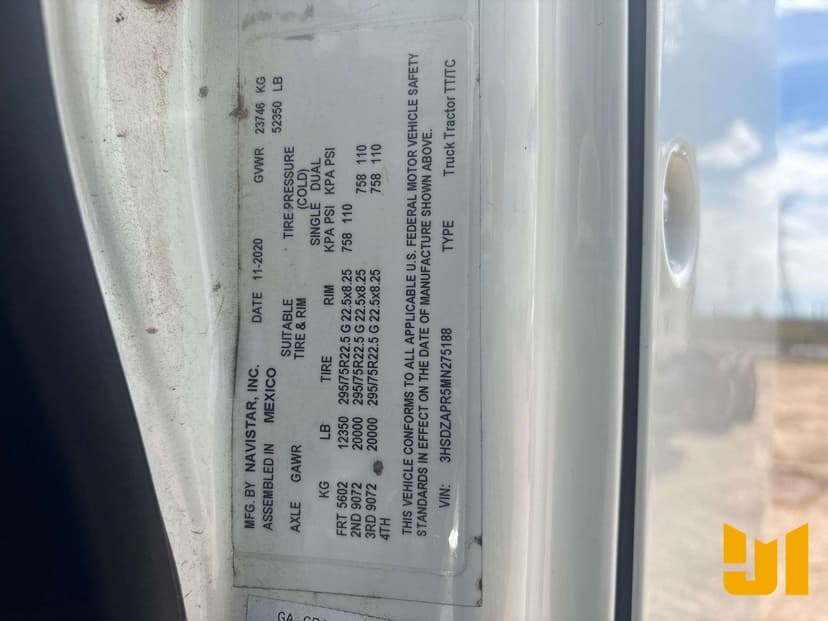 MFG. BY NAVISTAR, INC. DATE 11-2020 GVWR 23746 KG
ASSEMBLED IN MEXICO 52350 LB
AXLE GAWR SUITABLE TIRE & RIM TIRE-PRESSURE (COLD)
SINGLE DUAL
KG LB TIRE RIM KPA PSI KPA PSI
FRT 5602 12350 295/75R22.5 G 22.5x8.25 758 110
2ND 9072 20000 295/75R22.5 G 22.5x8.25 758 110
3RD 9072 20000 295/75R22.5 G 22.5x8.25 758 110
4TH
THIS VEHICLE CONFORMS TO ALL APPLICABLE U.S. FEDERAL MOTOR VEHICLE SAFETY
STANDARDS IN EFFECT ON THE DATE OF MANUFACTURE SHOWN ABOVE.
VIN: 3HSDZAPR5MN275188 TYPE Truck Tractor TT/TC